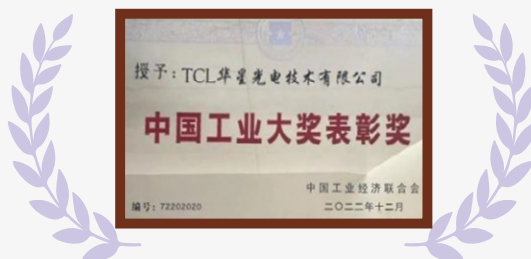 授予：TCL华星光电技术有限公司
中国工业大奖表彰奖
中国工业经济联合会
编号：72202020
二〇二二年十二月